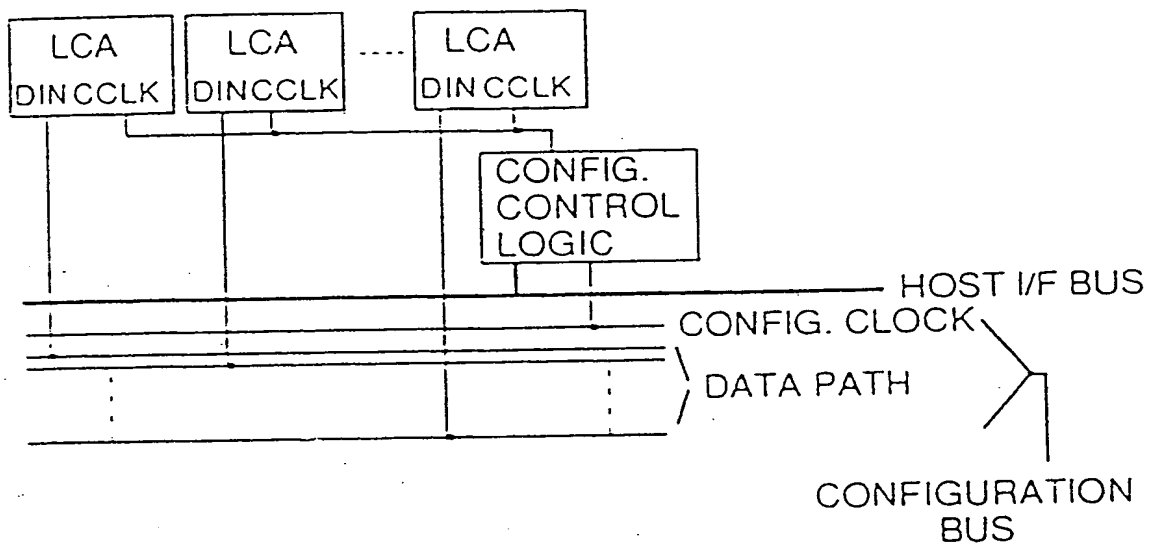 LCA
DIN CCLK
LCA
DIN CCLK
LCA
DIN CCLK
CONFIG.
CONTROL
LOGIC
HOST I/F BUS
CONFIG. CLOCK
DATA PATH
CONFIGURATION
BUS